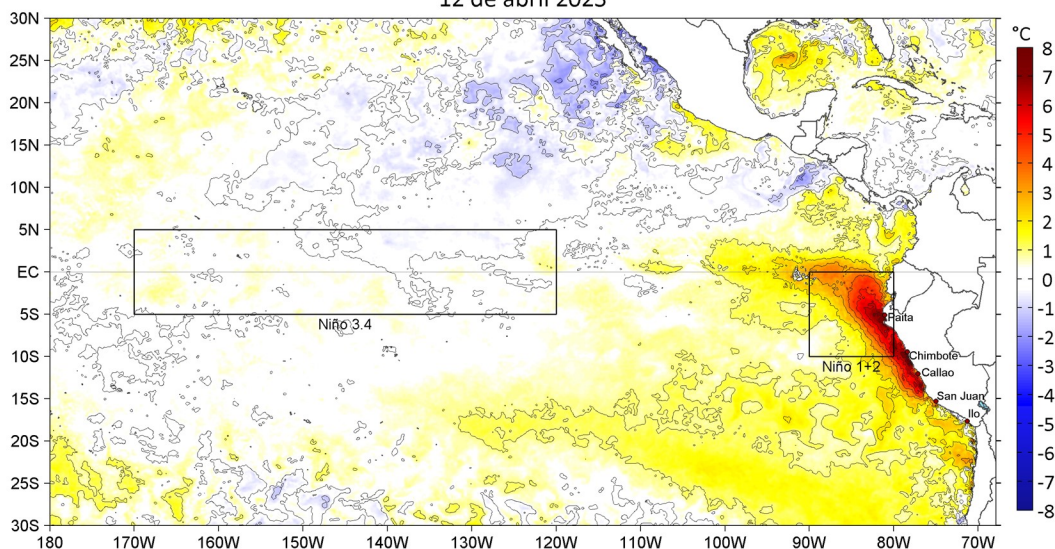 12 de abril 2023
°C
30N
25N
20N
15N
10N
5N
EC
5S
10S
15S
20S
25S
30S
8
7
6
5
4
3
2
1
0
-1
-2
-3
-4
-5
-6
-7
-8
Niño 3.4
Paita
Chimbote
Niño 1+2
Callao
San Juan
Ilo
180
170W
160W
150W
140W
130W
120W
110W
100W
90W
80W
70W